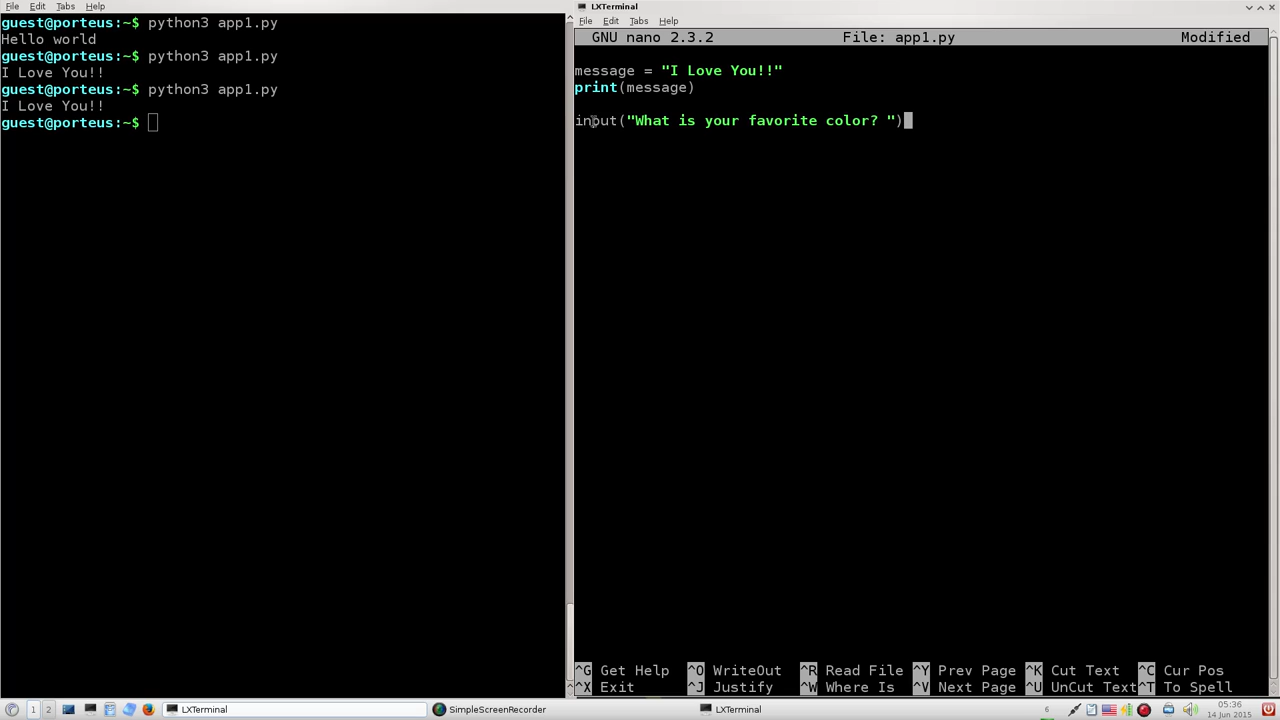 File Edit Tabs Help
guest@porteus:~$ python3 app1.py
Hello world
guest@porteus:~$ python3 app1.py
I Love You!!
guest@porteus:~$ python3 app1.py
I Love You!!
guest@porteus:~$
LXTerminal
File Edit Tabs Help
GNU nano 2.3.2 File: app1.py Modified
message = "I Love You!!"
print(message)
input("What is your favorite color? ")
^G Get Help ^O WriteOut ^R Read File ^Y Prev Page ^K Cut Text ^C Cur Pos
^X Exit ^J Justify ^W Where Is ^V Next Page ^U UnCut Text ^T To Spell
1 2 LXTerminal SimpleScreenRecorder LXTerminal 6 05:36
14 Jun 2015